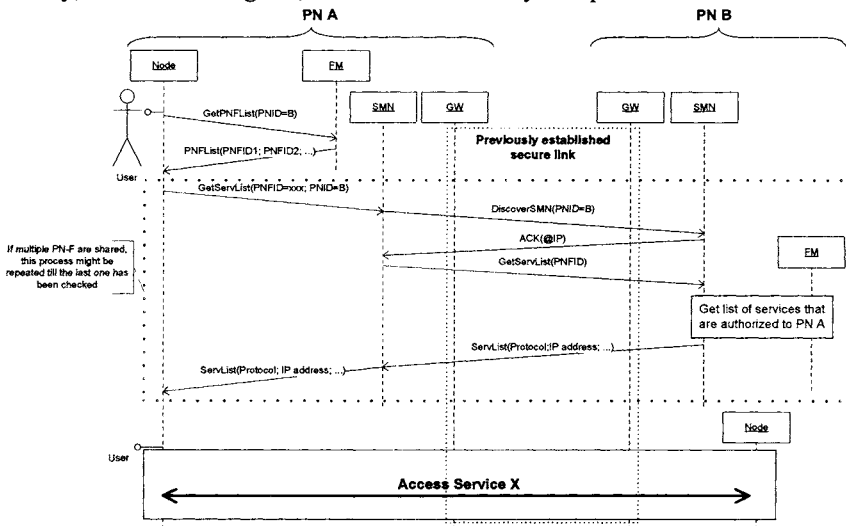 PN A
PN B
Node
FM
SMN
GW
GW
SMN
GetPNFList(PNID=B)
Previously established
secure link
PNFList(PNFID1; PNFID2; ...)
User
GetServList(PNFID=xxx; PNID=B)
DiscoverSMN(PNID=B)
ACK(@IP)
FM
If multiple PN-F are shared,
this process might be
repeated till the last one has
been checked
GetServList(PNFID)
Get list of services that
are authorized to PN A
ServList(Protocol;IP address; ...)
ServList(Protocol; IP address; ...)
Node
User
Access Service X